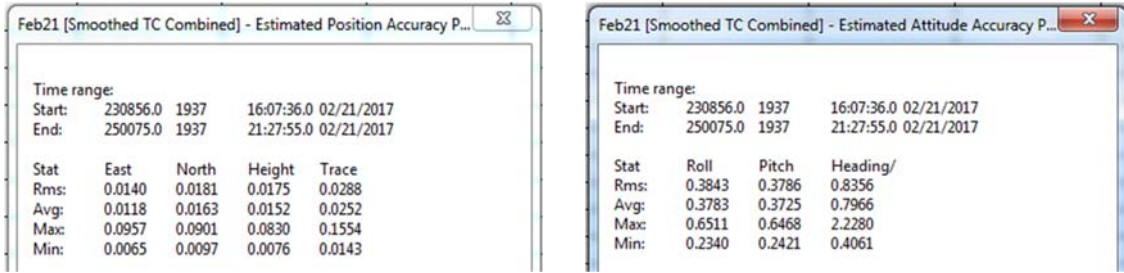 Feb21 [Smoothed TC Combined] - Estimated Position Accuracy P...
Time range:
Start: 230856.0 1937 16:07:36.0 02/21/2017
End: 250075.0 1937 21:27:55.0 02/21/2017
Stat East North Height Trace
Rms: 0.0140 0.0181 0.0175 0.0288
Avg: 0.0118 0.0163 0.0152 0.0252
Max: 0.0957 0.0901 0.0830 0.1554
Min: 0.0065 0.0097 0.0076 0.0143
Feb21 [Smoothed TC Combined] - Estimated Attitude Accuracy P...
Time range:
Start: 230856.0 1937 16:07:36.0 02/21/2017
End: 250075.0 1937 21:27:55.0 02/21/2017
Stat Roll Pitch Heading/
Rms: 0.3843 0.3786 0.8356
Avg: 0.3783 0.3725 0.7966
Max: 0.6511 0.6468 2.2280
Min: 0.2340 0.2421 0.4061